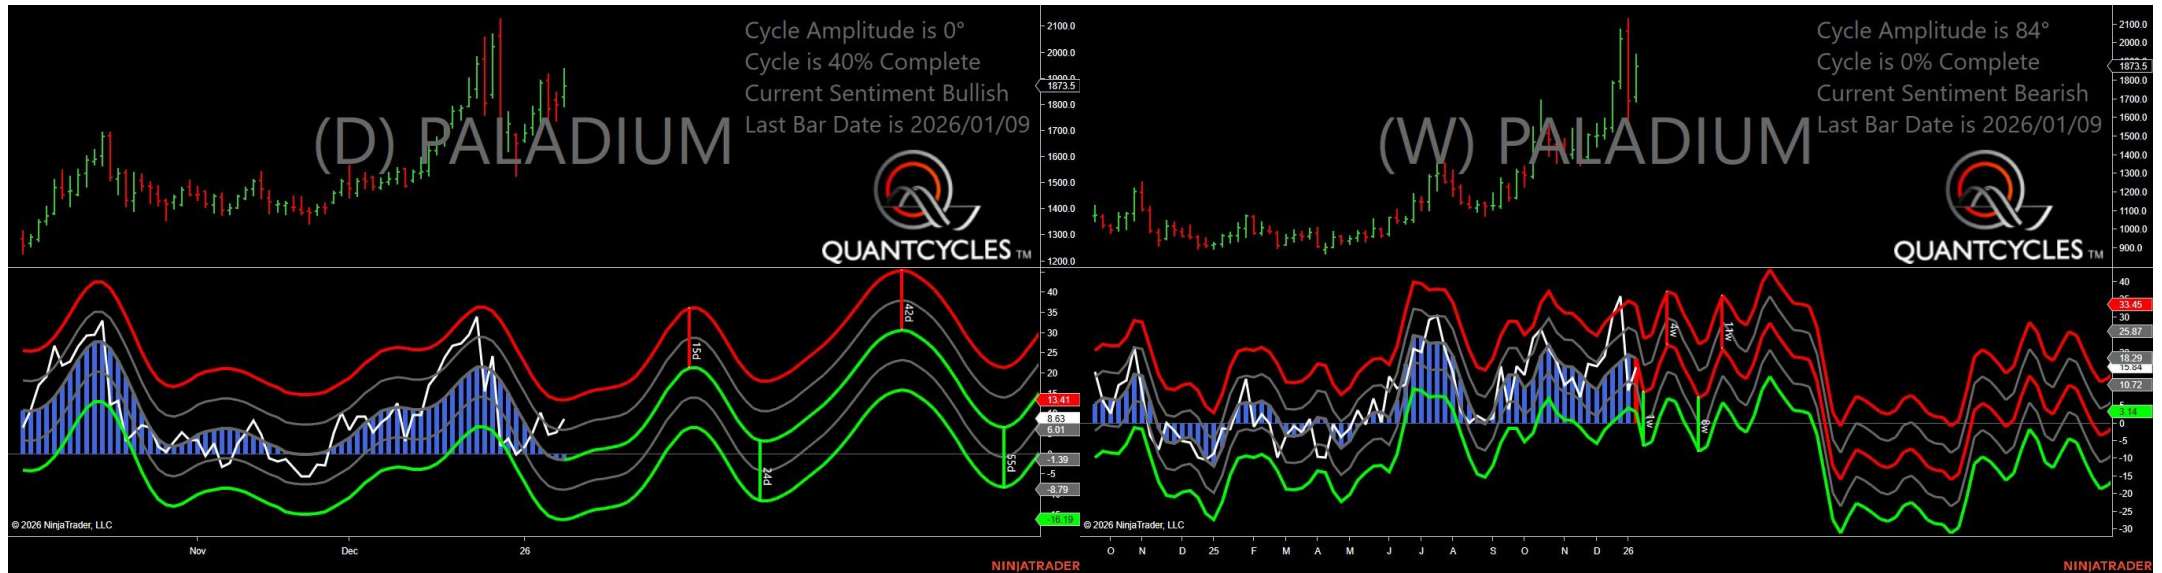 Cycle Amplitude is 0°
Cycle is 40% Complete
Current Sentiment Bullish
Last Bar Date is 2026/01/09
(D) PALADIUM
QUANTCYCLES TM
2100.0
2000.0
1900.0
1873.5
1800.0
1700.0
1600.0
1500.0
1400.0
1300.0
1200.0
15d
42d
24d
55d
40
35
30
25
20
15
13.41
8.63
6.01
-1.39
-5
-8.79
-16.19
© 2026 NinjaTrader, LLC
Nov
Dec
26
NINJATRADER
Cycle Amplitude is 84°
Cycle is 0% Complete
Current Sentiment Bearish
Last Bar Date is 2026/01/09
(W) PALADIUM
QUANTCYCLES TM
2100.0
2000.0
1873.5
1800.0
1700.0
1600.0
1500.0
1400.0
1300.0
1200.0
1100.0
1000.0
900.0
4w
11w
1w
40
33.45
30
25.87
18.29
15.84
10.72
3.14
0
-5
-10
-15
-20
-25
-30
© 2026 NinjaTrader, LLC
O N D 25 F M A M J J A S O N D 26
NINJATRADER